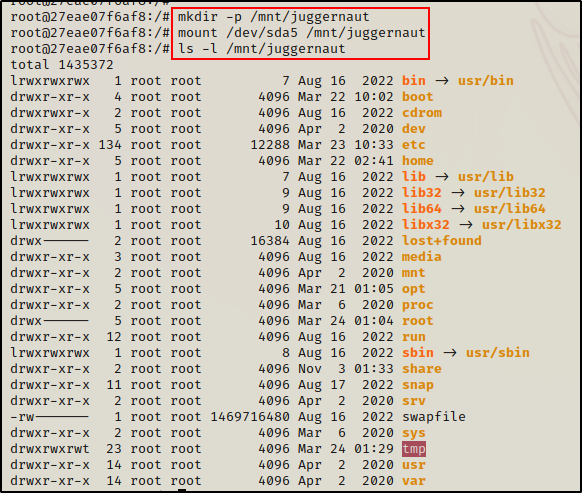 root@27eae07f6af8:/# mkdir -p /mnt/juggernaut
root@27eae07f6af8:/# mount /dev/sda5 /mnt/juggernaut
root@27eae07f6af8:/# ls -l /mnt/juggernaut
total 1435372
lrwxrwxrwx   1 root root          7 Aug 16  2022 bin → usr/bin
drwxr-xr-x   4 root root       4096 Mar 22 10:02 boot
drwxrwxr-x   2 root root       4096 Aug 16  2022 cdrom
drwxr-xr-x   5 root root       4096 Apr  2  2020 dev
drwxr-xr-x 134 root root      12288 Mar 23 10:33 etc
drwxr-xr-x   5 root root       4096 Mar 22 02:41 home
lrwxrwxrwx   1 root root          7 Aug 16  2022 lib → usr/lib
lrwxrwxrwx   1 root root          9 Aug 16  2022 lib32 → usr/lib32
lrwxrwxrwx   1 root root          9 Aug 16  2022 lib64 → usr/lib64
lrwxrwxrwx   1 root root         10 Aug 16  2022 libx32 → usr/libx32
drwx------   2 root root      16384 Aug 16  2022 lost+found
drwxr-xr-x   3 root root       4096 Aug 16  2022 media
drwxr-xr-x   2 root root       4096 Apr  2  2020 mnt
drwxr-xr-x   5 root root       4096 Mar 21 01:05 opt
drwxr-xr-x   2 root root       4096 Mar  6  2020 proc
drwx------   5 root root       4096 Mar 24 01:04 root
drwxr-xr-x  12 root root       4096 Aug 16  2022 run
lrwxrwxrwx   1 root root          8 Aug 16  2022 sbin → usr/sbin
drwxr-xr-x   2 root root       4096 Nov  3 01:33 share
drwxr-xr-x  11 root root       4096 Aug 17  2022 snap
drwxr-xr-x   2 root root       4096 Apr  2  2020 srv
-rw-------   1 root root 1469716480 Aug 16  2022 swapfile
drwxr-xr-x   2 root root       4096 Mar  6  2020 sys
drwxrwxrwt  23 root root       4096 Mar 24 01:29 tmp
drwxr-xr-x  14 root root       4096 Apr  2  2020 usr
drwxr-xr-x  14 root root       4096 Apr  2  2020 var